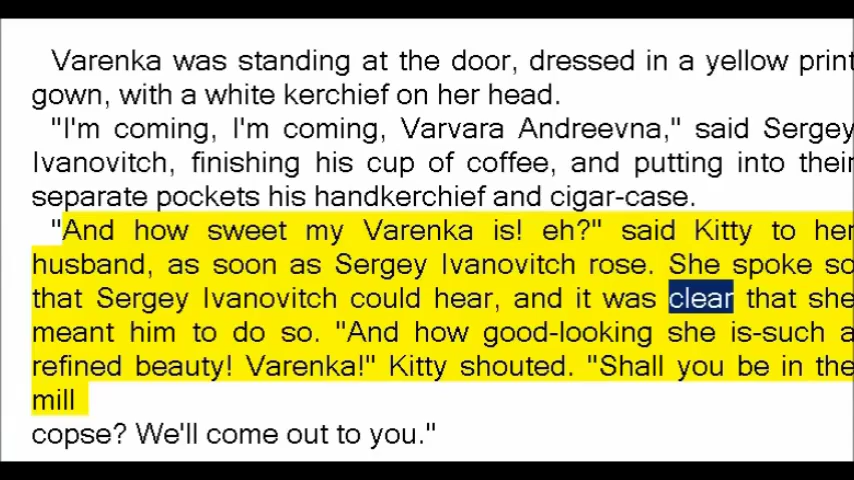 Varenka was standing at the door, dressed in a yellow print
gown, with a white kerchief on her head.
"I'm coming, I'm coming, Varvara Andreevna," said Sergey
Ivanovitch, finishing his cup of coffee, and putting into their
separate pockets his handkerchief and cigar-case.
"And how sweet my Varenka is! eh?" said Kitty to her
husband, as soon as Sergey Ivanovitch rose. She spoke so
that Sergey Ivanovitch could hear, and it was clear that she
meant him to do so. "And how good-looking she is-such a
refined beauty! Varenka!" Kitty shouted. "Shall you be in the
mill
copse? We'll come out to you."